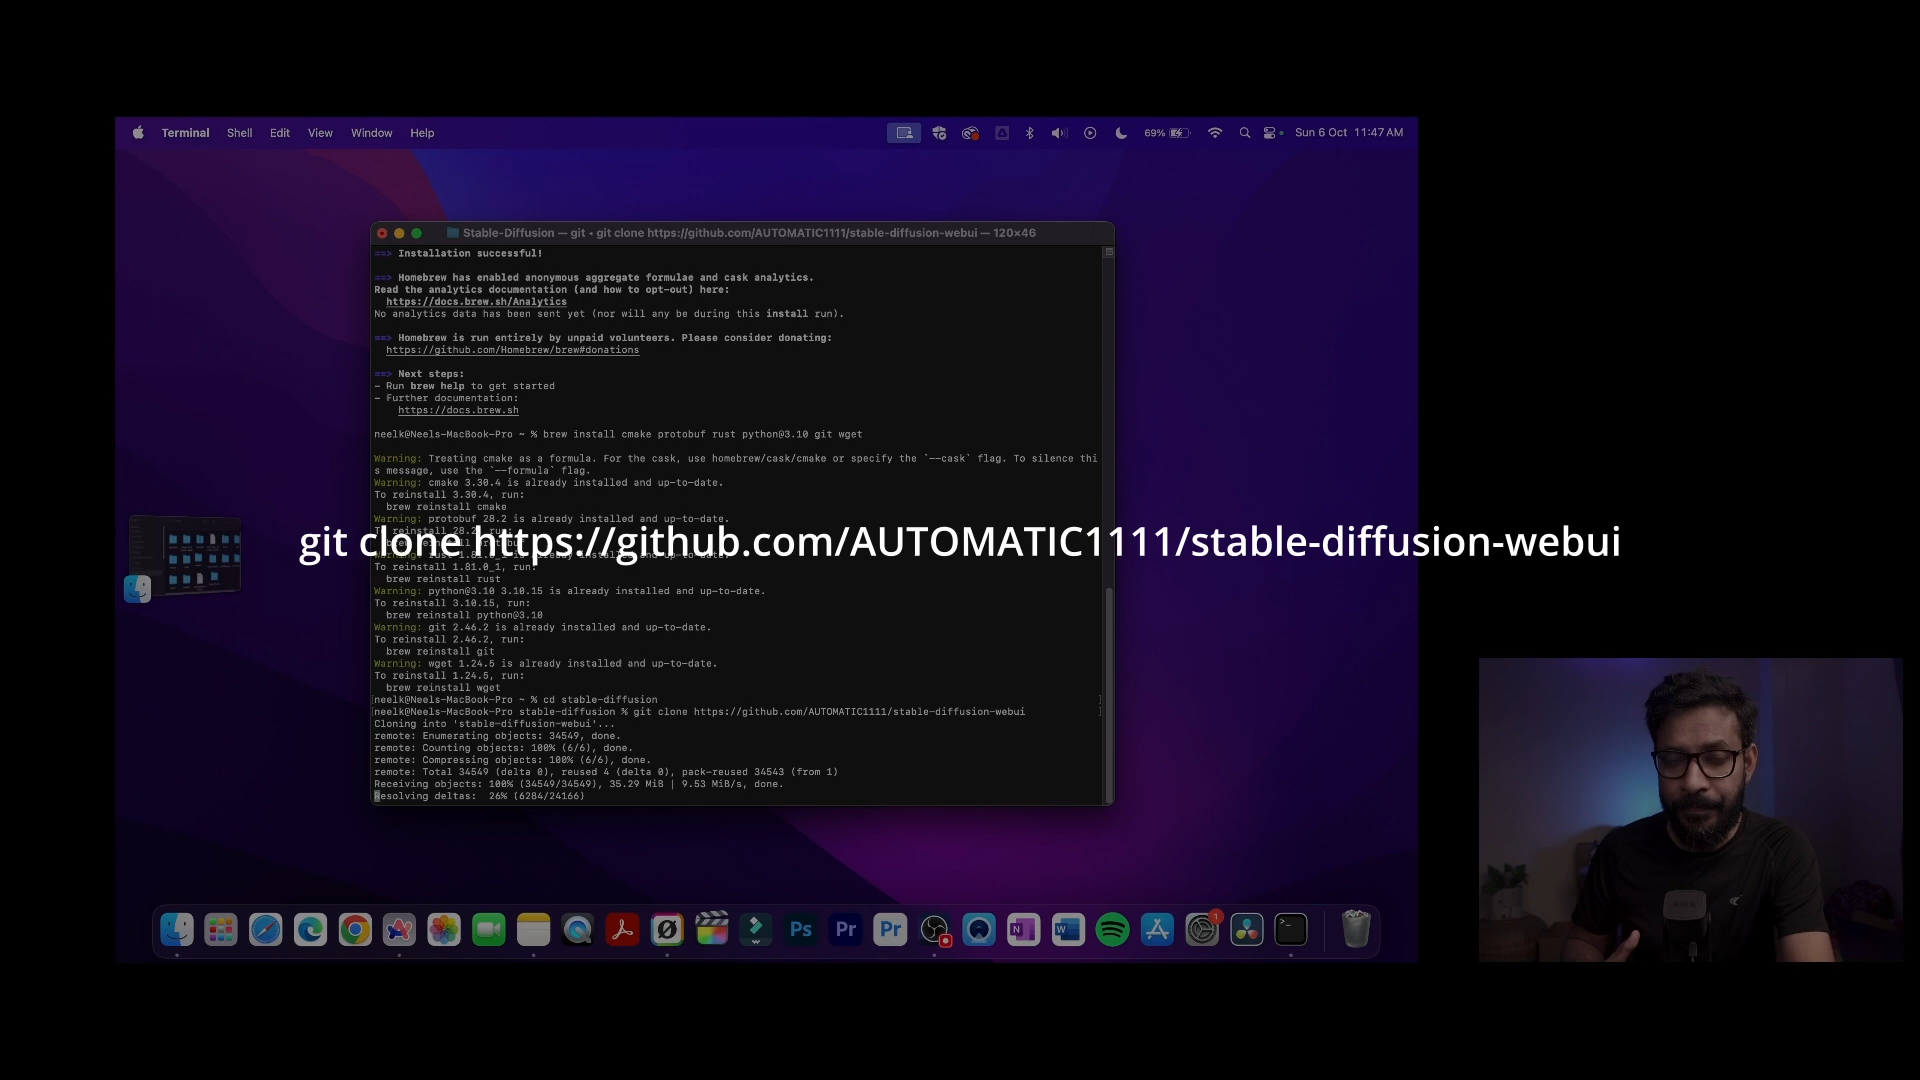 Terminal Shell Edit View Window Help 69% Sun 6 Oct 11:47 AM
Stable-Diffusion — git ◂ git clone https://github.com/AUTOMATIC1111/stable-diffusion-webui — 120×46
==> Installation successful!
==> Homebrew has enabled anonymous aggregate formulae and cask analytics.
Read the analytics documentation (and how to opt-out) here:
https://docs.brew.sh/Analytics
No analytics data has been sent yet (nor will any be during this install run).
==> Homebrew is run entirely by unpaid volunteers. Please consider donating:
https://github.com/Homebrew/brew#donations
==> Next steps:
- Run brew help to get started
- Further documentation:
https://docs.brew.sh
neelk@Neels-MacBook-Pro ~ % brew install cmake protobuf rust python@3.10 git wget
Warning: Treating cmake as a formula. For the cask, use homebrew/cask/cmake or specify the `--cask` flag. To silence thi
s message, use the `--formula` flag.
Warning: cmake 3.30.4 is already installed and up-to-date.
To reinstall 3.30.4, run:
brew reinstall cmake
Warning: protobuf 28.2 is already installed and up-to-date.
To reinstall 28.2, run:
git clone https://github.com/AUTOMATIC1111/stable-diffusion-webui
To reinstall 1.81.0_1, run:
brew reinstall rust
Warning: python@3.10 3.10.15 is already installed and up-to-date.
To reinstall 3.10.15, run:
brew reinstall python@3.10
Warning: git 2.46.2 is already installed and up-to-date.
To reinstall 2.46.2, run:
brew reinstall git
Warning: wget 1.24.5 is already installed and up-to-date.
To reinstall 1.24.5, run:
brew reinstall wget
neelk@Neels-MacBook-Pro ~ % cd stable-diffusion
neelk@Neels-MacBook-Pro stable-diffusion % git clone https://github.com/AUTOMATIC1111/stable-diffusion-webui
Cloning into 'stable-diffusion-webui'...
remote: Enumerating objects: 34549, done.
remote: Counting objects: 100% (6/6), done.
remote: Compressing objects: 100% (6/6), done.
remote: Total 34549 (delta 0), reused 4 (delta 0), pack-reused 34543 (from 1)
Receiving objects: 100% (34549/34549), 35.29 MiB | 9.53 MiB/s, done.
Resolving deltas: 26% (6284/24166)
Ps Pr Pr N W 1 >_